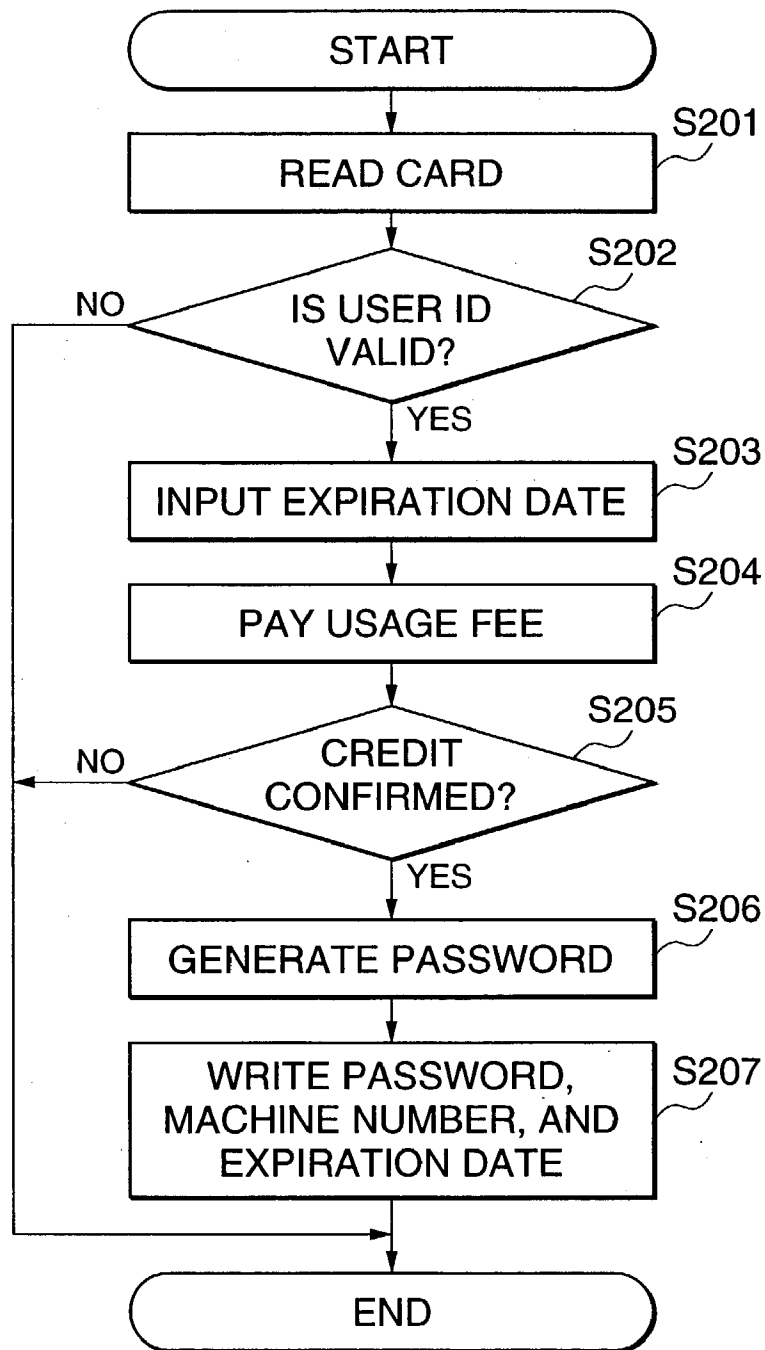 START
S201
READ CARD
S202
NO
IS USER ID
VALID?
YES
S203
INPUT EXPIRATION DATE
S204
PAY USAGE FEE
S205
NO
CREDIT
CONFIRMED?
YES
S206
GENERATE PASSWORD
S207
WRITE PASSWORD,
MACHINE NUMBER, AND
EXPIRATION DATE
END